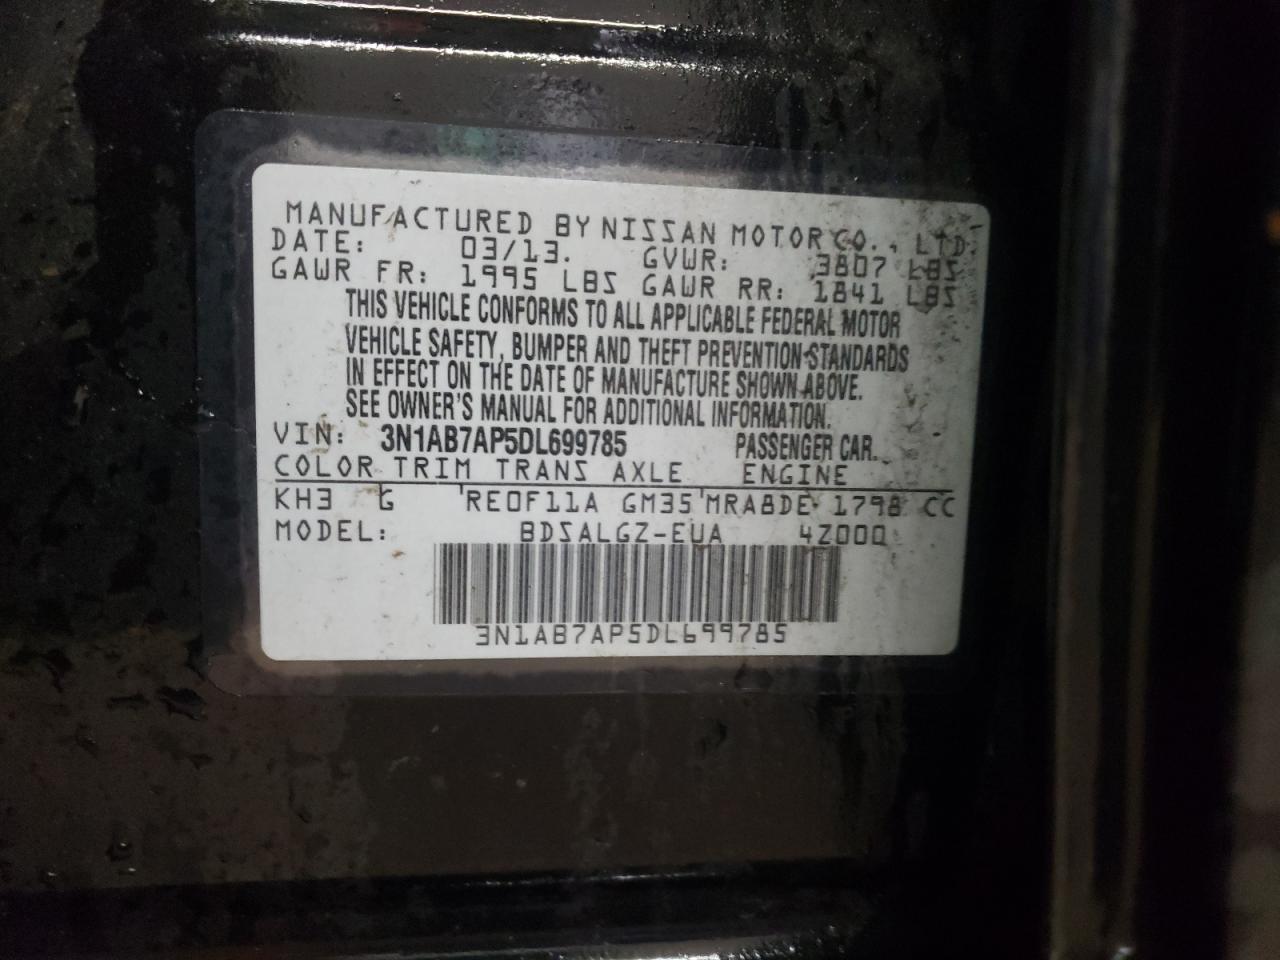 MANUFACTURED BY NISSAN MOTOR CO., LTD.
DATE: 03/13. GVWR: 3807 LBS
GAWR FR: 1995 LBS GAWR RR: 1841 LBS
THIS VEHICLE CONFORMS TO ALL APPLICABLE FEDERAL MOTOR
VEHICLE SAFETY, BUMPER AND THEFT PREVENTION STANDARDS
IN EFFECT ON THE DATE OF MANUFACTURE SHOWN ABOVE.
SEE OWNER'S MANUAL FOR ADDITIONAL INFORMATION.
VIN: 3N1AB7AP5DL699785 PASSENGER CAR.
COLOR TRIM TRANS AXLE ENGINE
KH3 G RE0F11A GM35 MRA8DE 1798 CC
MODEL: BDSALGZ-EUA 4Z000
3N1AB7AP5DL699785